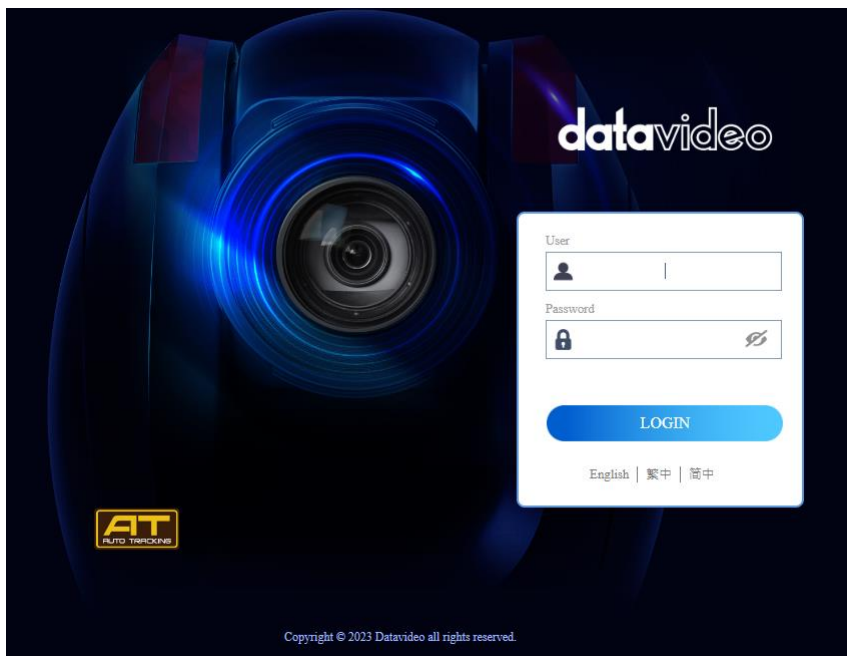 datavideo
User
Password
LOGIN
English | 繁中 | 简中
AT
AUTO TRACKING
Copyright © 2023 Datavideo all rights reserved.